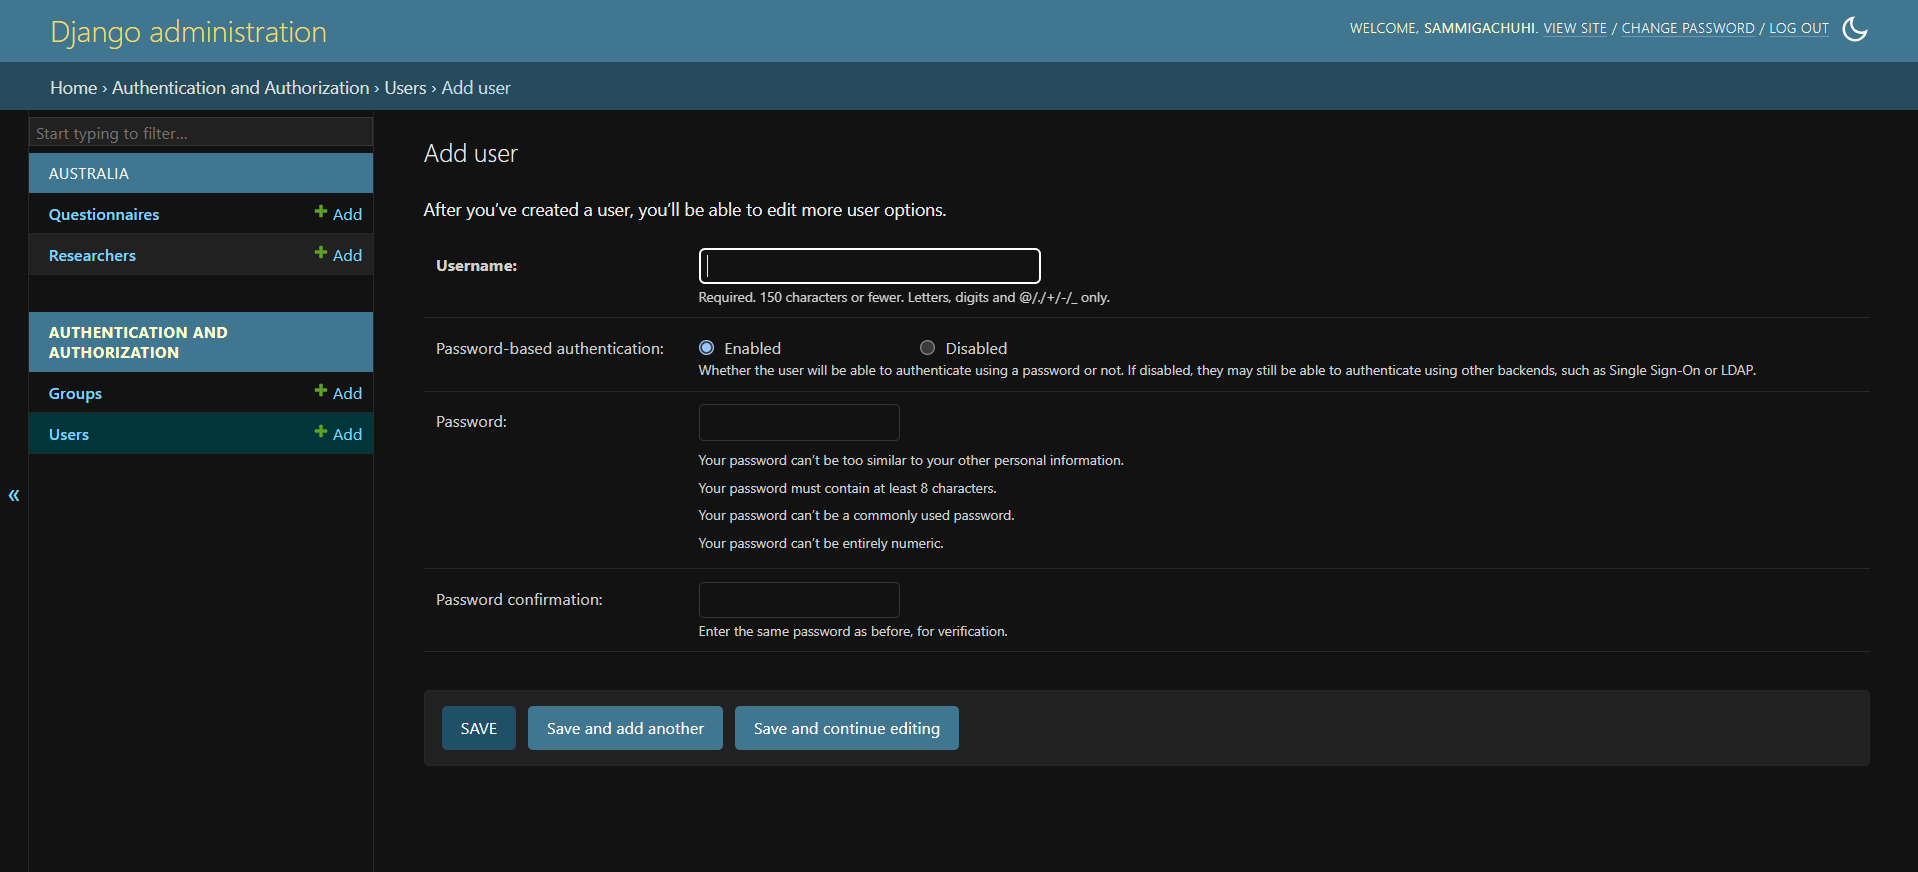 Django administration
WELCOME, SAMMIGACHUHI. VIEW SITE / CHANGE PASSWORD / LOG OUT
Home › Authentication and Authorization › Users › Add user
Start typing to filter...
AUSTRALIA
Questionnaires + Add
Researchers + Add
AUTHENTICATION AND
AUTHORIZATION
Groups + Add
Users + Add
«
Add user
After you’ve created a user, you’ll be able to edit more user options.
Username:
Required. 150 characters or fewer. Letters, digits and @/./+/-/_ only.
Password-based authentication: Enabled Disabled
Whether the user will be able to authenticate using a password or not. If disabled, they may still be able to authenticate using other backends, such as Single Sign-On or LDAP.
Password:
Your password can’t be too similar to your other personal information.
Your password must contain at least 8 characters.
Your password can’t be a commonly used password.
Your password can’t be entirely numeric.
Password confirmation:
Enter the same password as before, for verification.
SAVE Save and add another Save and continue editing